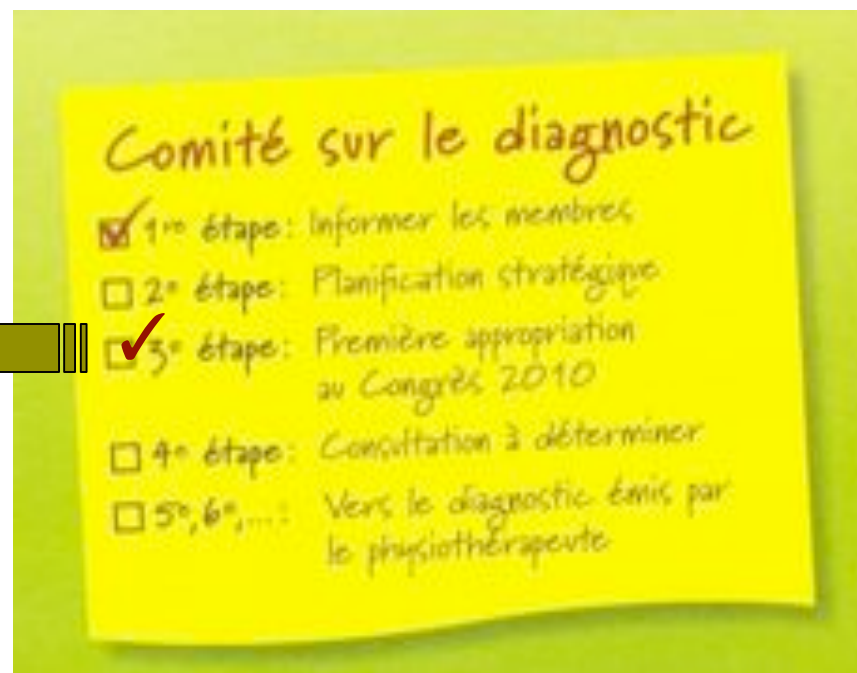 Comité sur le diagnostic
1re étape: Informer les membres
2e étape: Planification stratégique
3e étape: Première appropriation
au Congrès 2010
4e étape: Consultation à déterminer
5e, 6e, ...: Vers le diagnostic émis par
le physiothérapeute